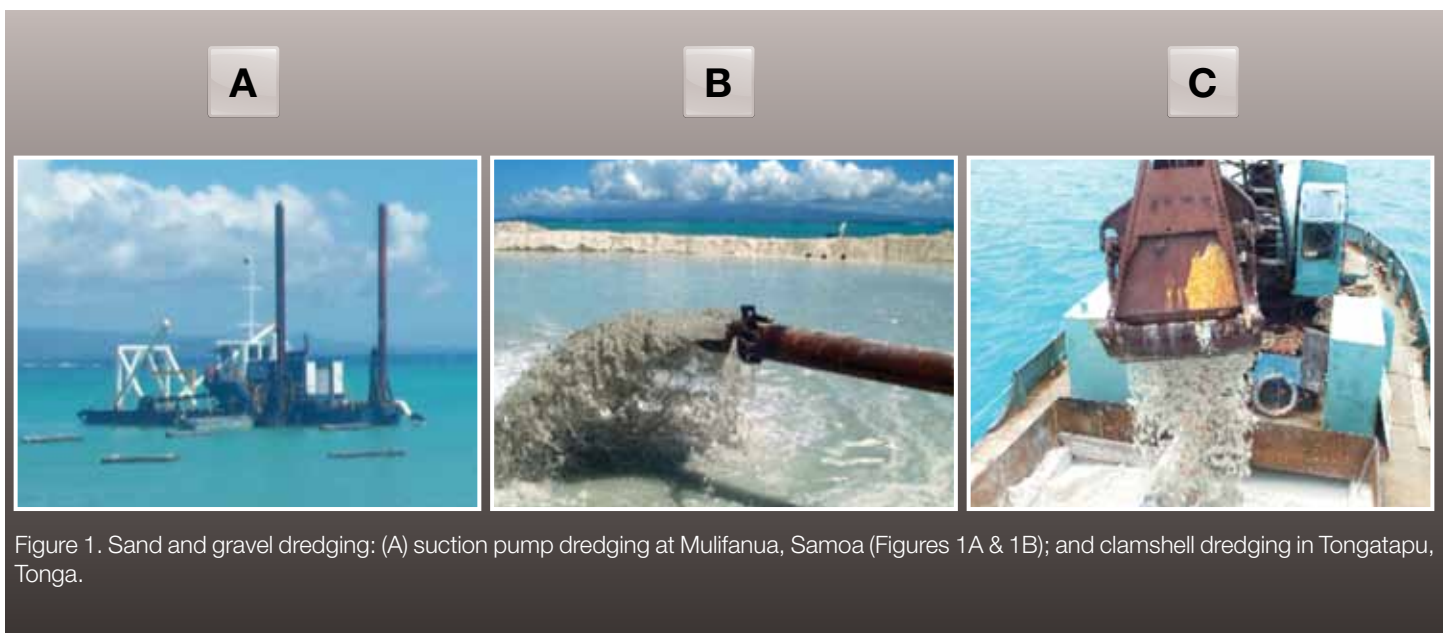 A
B
C
Figure 1. Sand and gravel dredging: (A) suction pump dredging at Mulifanua, Samoa (Figures 1A & 1B); and clamshell dredging in Tongatapu,
Tonga.